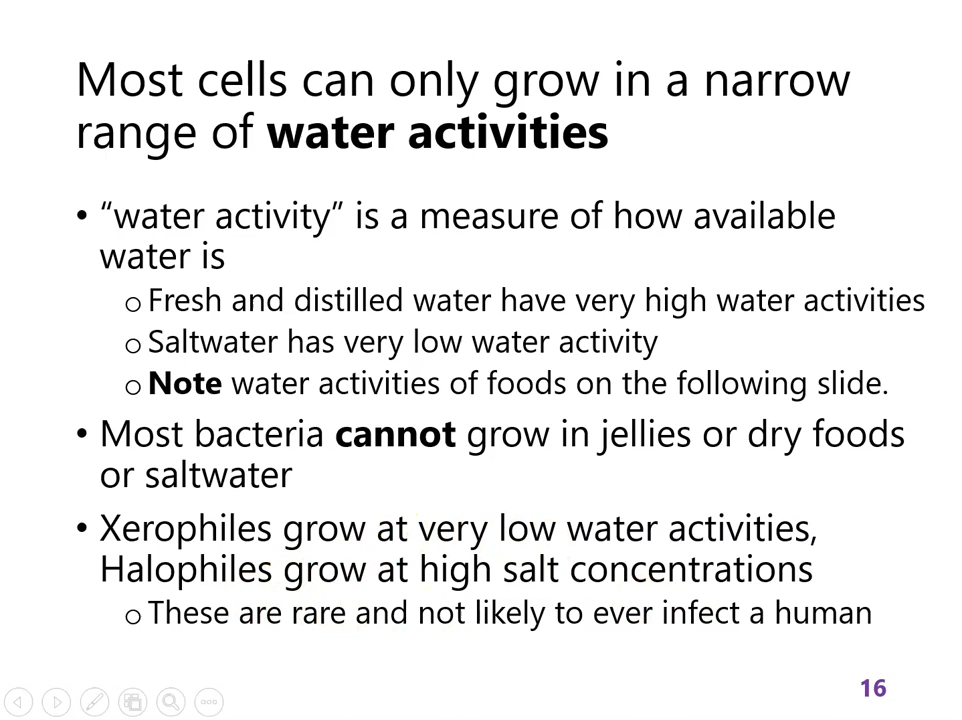 Most cells can only grow in a narrow
range of water activities
• “water activity” is a measure of how available
water is
o Fresh and distilled water have very high water activities
o Saltwater has very low water activity
o Note water activities of foods on the following slide.
• Most bacteria cannot grow in jellies or dry foods
or saltwater
• Xerophiles grow at very low water activities,
Halophiles grow at high salt concentrations
o These are rare and not likely to ever infect a human
16